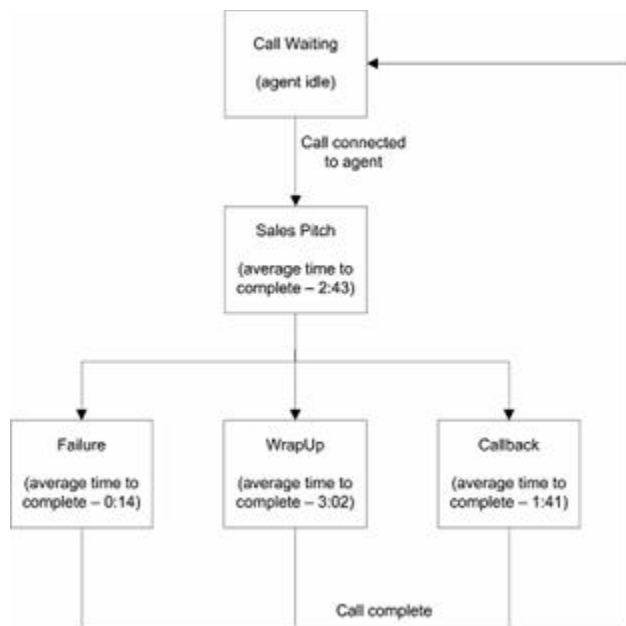 Call Waiting
(agent idle)
Call connected
to agent
Sales Pitch
(average time to
complete – 2:43)
Failure
(average time to
complete – 0:14)
WrapUp
(average time to
complete – 3:02)
Callback
(average time to
complete – 1:41)
Call complete